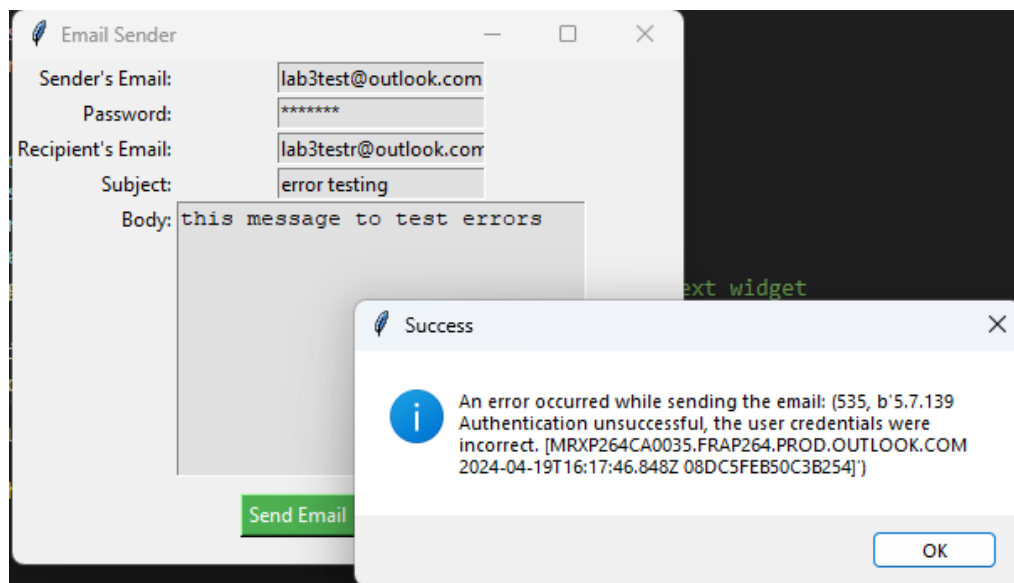 Email Sender
Sender's Email: lab3test@outlook.com
Password: *******
Recipient's Email: lab3testr@outlook.com
Subject: error testing
Body: this message to test errors
ext widget
Success
An error occurred while sending the email: (535, b'5.7.139
Authentication unsuccessful, the user credentials were
incorrect. [MRXP264CA0035.FRAP264.PROD.OUTLOOK.COM
2024-04-19T16:17:46.848Z 08DC5FEB50C3B254]')
Send Email
OK